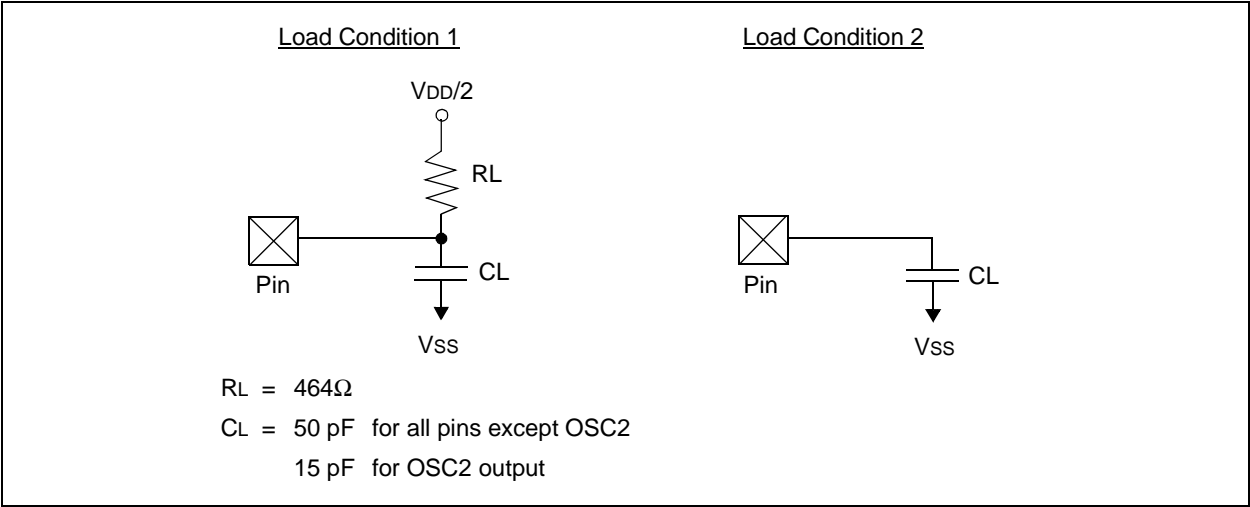 Load Condition 1
VDD/2
RL
Pin
CL
VSS
Load Condition 2
Pin
CL
VSS
RL = 464Ω
CL = 50 pF for all pins except OSC2
15 pF for OSC2 output